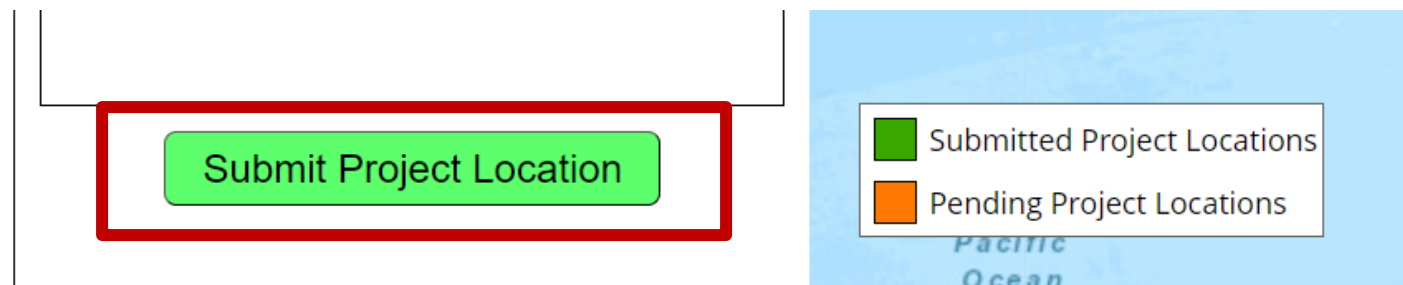 Submit Project Location
Submitted Project Locations
Pending Project Locations
Pacific
Ocean